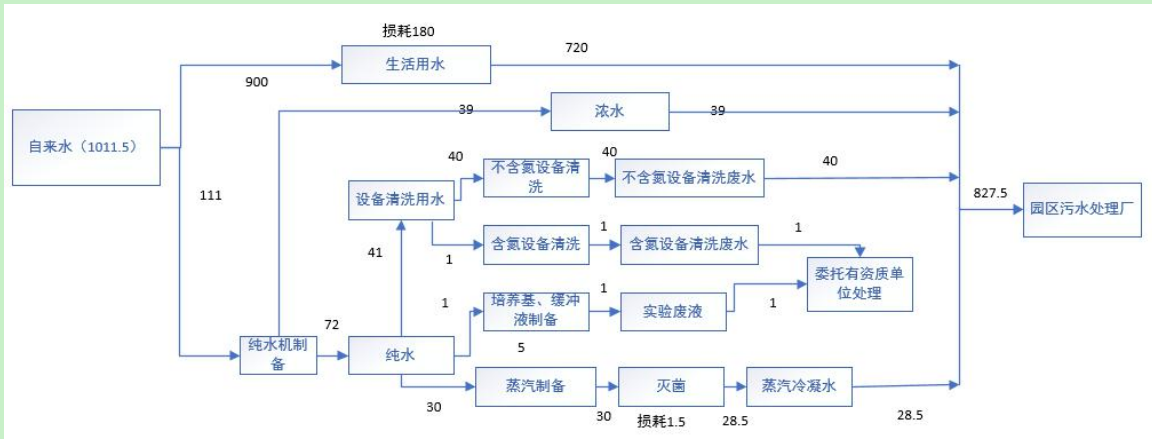 损耗180
720
生活用水
900
39
浓水
39
自来水（1011.5）
40
不含氮设备清
洗
40
不含氮设备清洗废水
40
111
设备清洗用水
827.5
园区污水处理厂
41
1
含氮设备清洗
1
含氮设备清洗废水
1
委托有资质单
位处理
1
培养基、缓冲
液制备
1
实验废液
1
72
纯水机制
备
纯水
5
蒸汽制备
灭菌
蒸汽冷凝水
30
30
损耗1.5
28.5
28.5